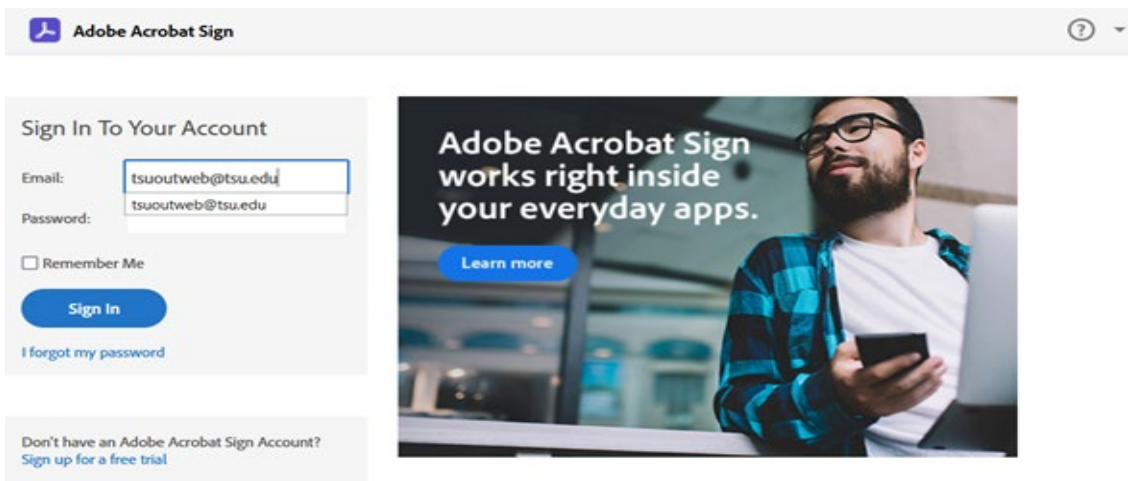 Adobe Acrobat Sign
Sign In To Your Account
Email:
tsuoutweb@tsu.edu
tsuoutweb@tsu.edu
Password:
Remember Me
Sign In
I forgot my password
Don't have an Adobe Acrobat Sign Account?
Sign up for a free trial
Adobe Acrobat Sign
works right inside
your everyday apps.
Learn more